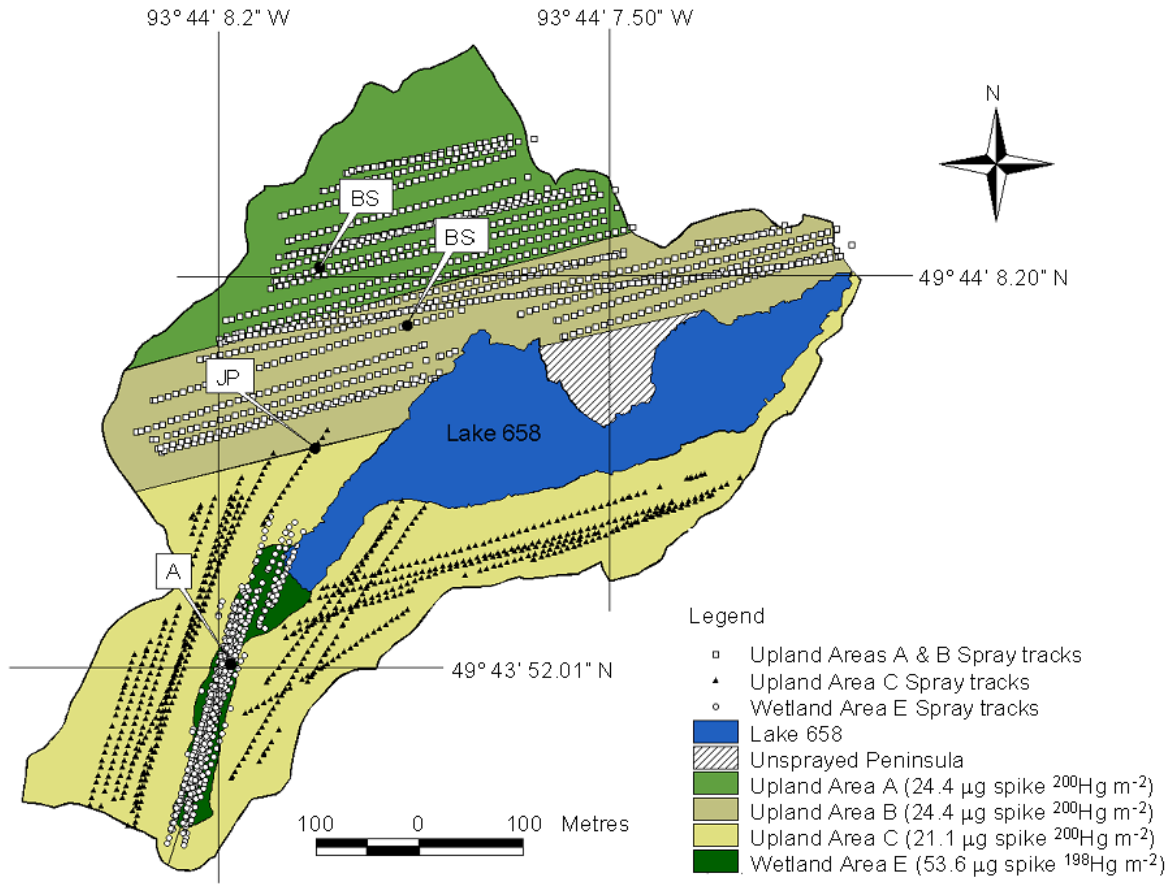 93° 44' 8.2" W
93° 44' 7.50" W
N
BS
BS
49° 44' 8.20" N
JP
Lake 658
A
49° 43' 52.01" N
Legend
Upland Areas A & B Spray tracks
Upland Area C Spray tracks
Wetland Area E Spray tracks
Lake 658
Unsprayed Peninsula
Upland Area A (24.4 µg spike ²⁰⁰Hg m⁻²)
Upland Area B (24.4 µg spike ²⁰⁰Hg m⁻²)
Upland Area C (21.1 µg spike ²⁰⁰Hg m⁻²)
Wetland Area E (53.6 µg spike ¹⁹⁸Hg m⁻²)
100 0 100 Metres